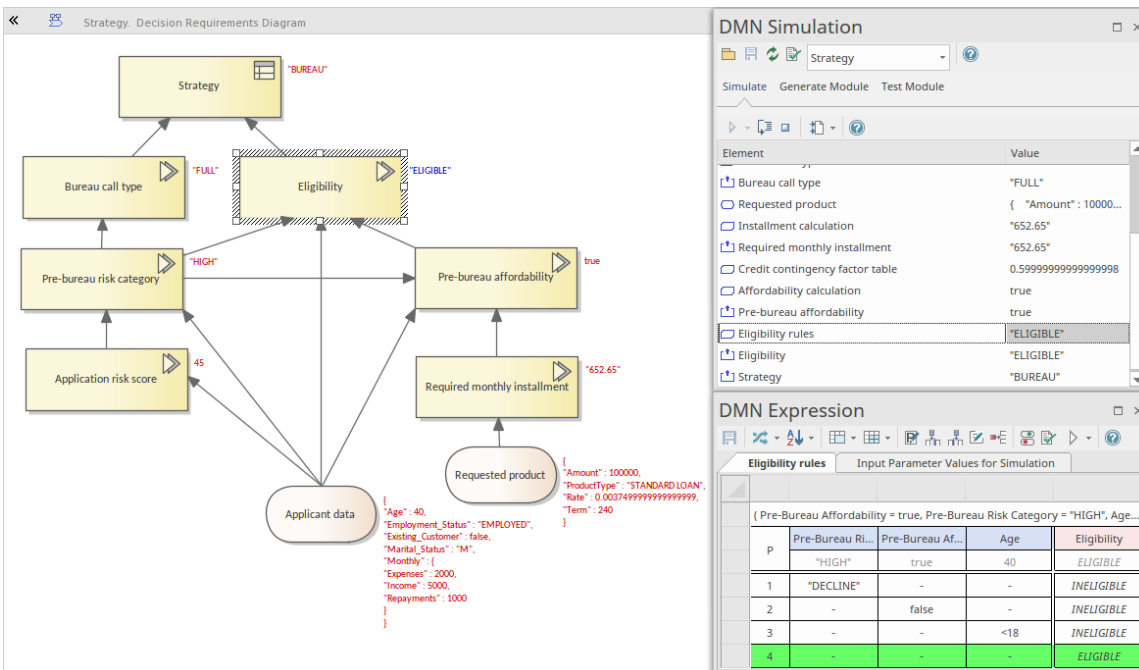 Strategy. Decision Requirements Diagram
Strategy
"BUREAU"
Bureau call type
"FULL"
Eligibility
"ELIGIBLE"
Pre-bureau risk category
"HIGH"
Pre-bureau affordability
true
Application risk score
45
Required monthly installment
"652.65"
Requested product
{
"Amount" : 100000,
"ProductType" : "STANDARD LOAN",
"Rate" : 0.0037499999999999999,
"Term" : 240
}
Applicant data
{
"Age" : 40,
"Employment_Status" : "EMPLOYED",
"Existing_Customer" : false,
"Marital_Status" : "M",
"Monthly" : {
"Expenses" : 2000,
"Income" : 5000,
"Repayments" : 1000
}
}
DMN Simulation
Strategy
Simulate Generate Module Test Module
Element Value
Bureau call type "FULL"
Requested product { "Amount" : 10000...
Installment calculation "652.65"
Required monthly installment "652.65"
Credit contingency factor table 0.59999999999999998
Affordability calculation true
Pre-bureau affordability true
Eligibility rules "ELIGIBLE"
Eligibility "ELIGIBLE"
Strategy "BUREAU"
DMN Expression
Eligibility rules Input Parameter Values for Simulation
( Pre-Bureau Affordability = true, Pre-Bureau Risk Category = "HIGH", Age...
P Pre-Bureau Ri... Pre-Bureau Af... Age Eligibility
"HIGH" true 40 ELIGIBLE
1 "DECLINE" - - INELIGIBLE
2 - false - INELIGIBLE
3 - - <18 INELIGIBLE
4 - - - ELIGIBLE